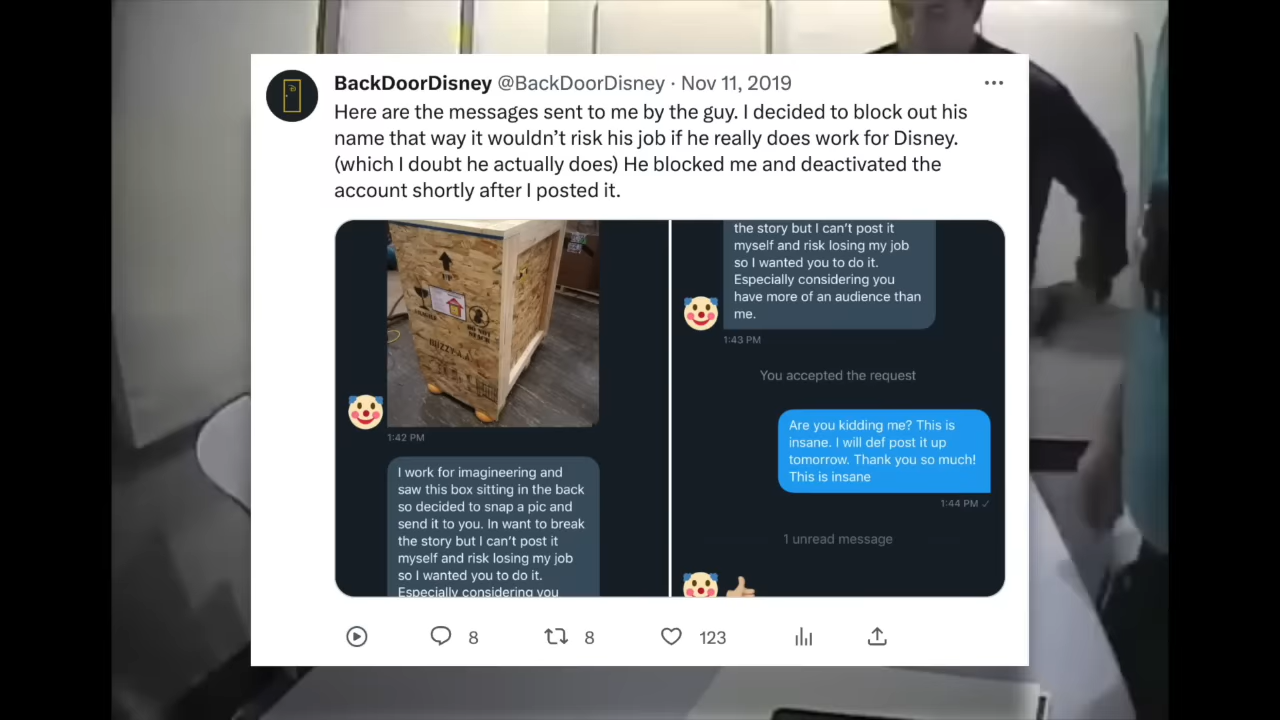 BackDoorDisney @BackDoorDisney · Nov 11, 2019
Here are the messages sent to me by the guy. I decided to block out his
name that way it wouldn't risk his job if he really does work for Disney.
(which I doubt he actually does) He blocked me and deactivated the
account shortly after I posted it.
UP
1:42 PM
I work for imagineering and
saw this box sitting in the back
so decided to snap a pic and
send it to you. In want to break
the story but I can't post it
myself and risk losing my job
so I wanted you to do it.
Especially considering you
the story but I can't post it
myself and risk losing my job
so I wanted you to do it.
Especially considering you
have more of an audience than
me.
1:43 PM
You accepted the request
Are you kidding me? This is
insane. I will def post it up
tomorrow. Thank you so much!
This is insane
1:44 PM ✓
1 unread message
8
8
123